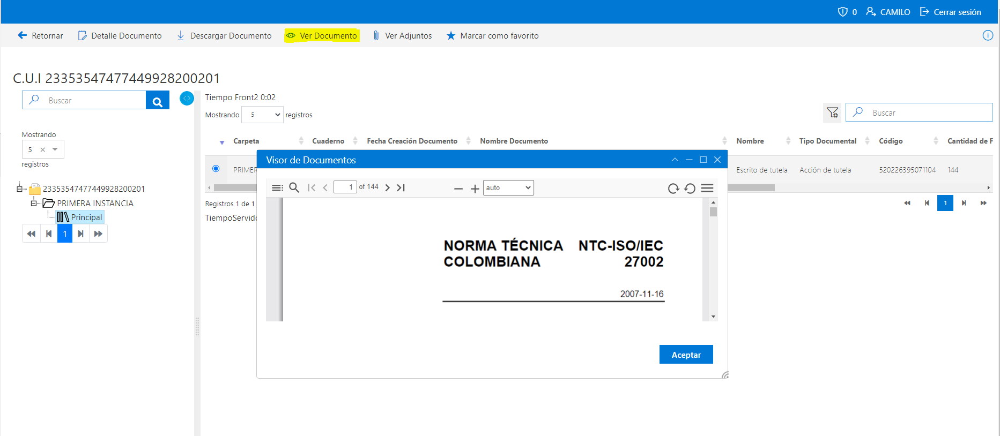 0 CAMILO Cerrar sesión
Retornar Detalle Documento Descargar Documento Ver Documento Ver Adjuntos Marcar como favorito
C.U.I 23353547477449928200201
Buscar
Mostrando
5
registros
23353547477449928200201
PRIMERA INSTANCIA
Principal
1
Tiempo Front2 0:02
Mostrando 5 registros
Buscar
Carpeta Cuaderno Fecha Creación Documento Nombre Documento Nombre Tipo Documental Código Cantidad de F
Escrito de tutela Acción de tutela 520226395071104 144
Registros 1 de 1
1
Visor de Documentos
1 of 144 auto
NORMA TÉCNICA NTC-ISO/IEC
COLOMBIANA 27002
2007-11-16
Aceptar